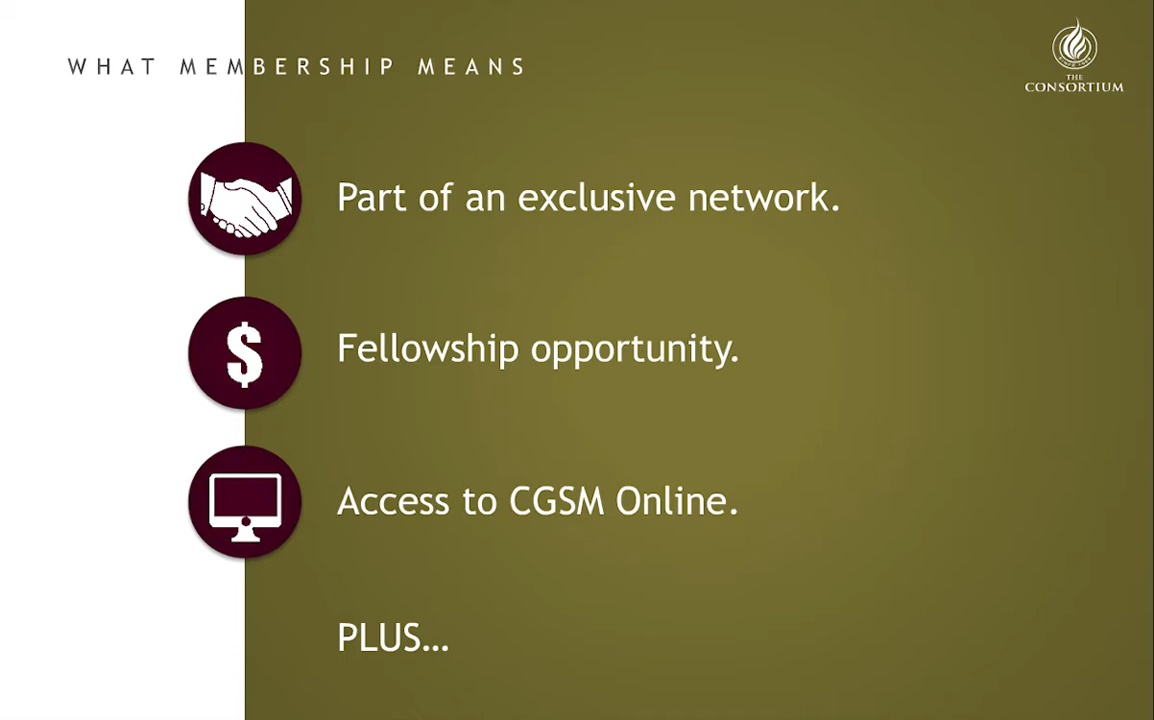 WHAT MEMBERSHIP MEANS
THE
CONSORTIUM
Part of an exclusive network.
$
Fellowship opportunity.
Access to CGSM Online.
PLUS...